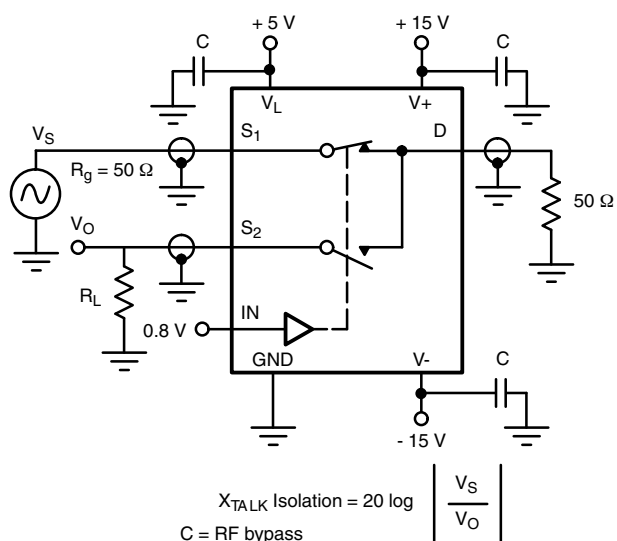 + 5 V
+ 15 V
C
C
V_L
V+
V_S
S_1
D
R_g = 50 Ω
50 Ω
V_O
S_2
R_L
IN
0.8 V
GND
V-
C
- 15 V
X_TALK Isolation = 20 log | V_S / V_O |
C = RF bypass